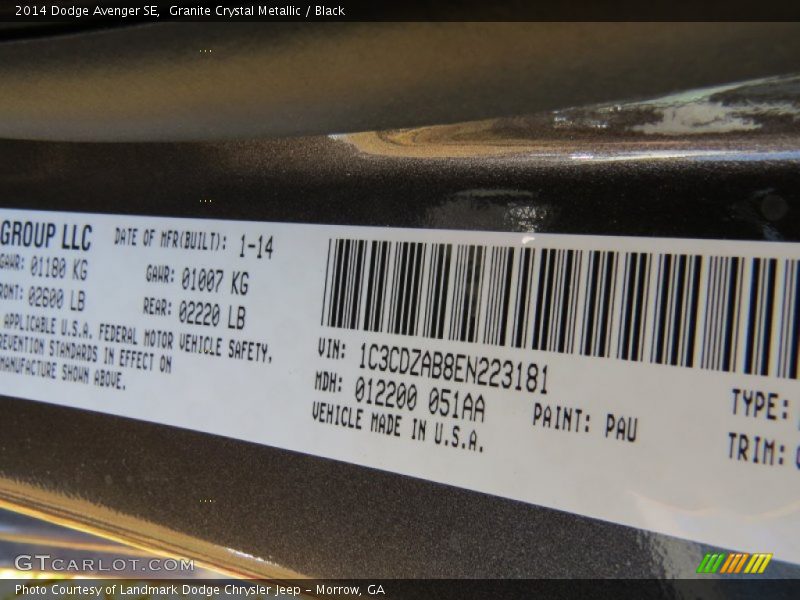 2014 Dodge Avenger SE,  Granite Crystal Metallic / Black
GROUP LLC
DATE OF MFR(BUILT): 1-14
GAWR: 01180 KG
GAWR: 01007 KG
02600 LB
REAR: 02220 LB
APPLICABLE U.S.A. FEDERAL MOTOR VEHICLE SAFETY,
STANDARDS IN EFFECT ON
MANUFACTURE SHOWN ABOVE.
VIN: 1C3CDZAB8EN223181
MDH: 012200 051AA
PAINT: PAU
VEHICLE MADE IN U.S.A.
TYPE:
TRIM:
GTCARLOT.COM
Photo Courtesy of Landmark Dodge Chrysler Jeep – Morrow, GA